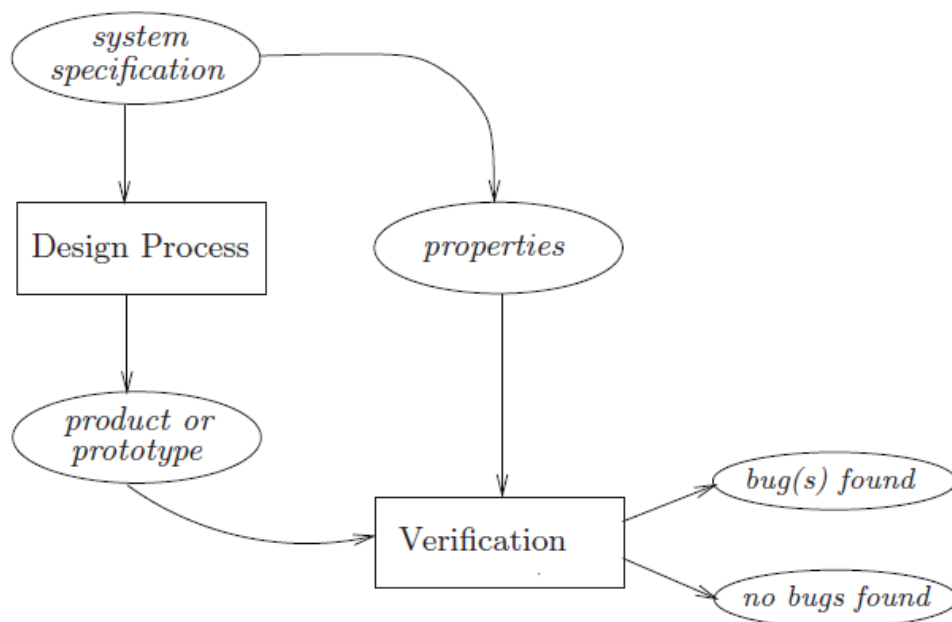 system
specification
Design Process
properties
product or
prototype
Verification
bug(s) found
no bugs found